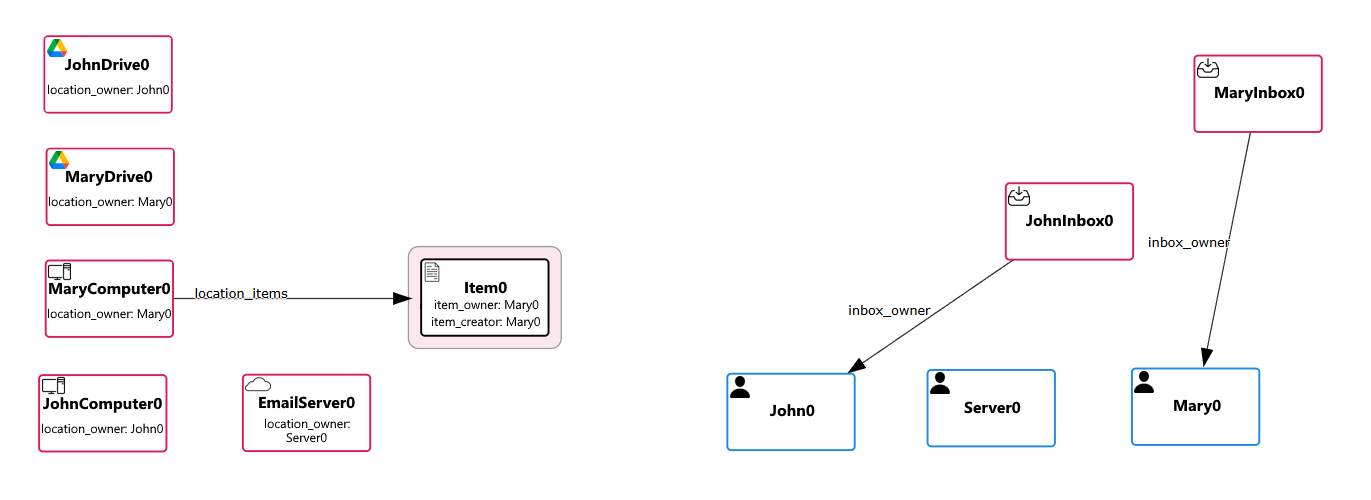 JohnDrive0
location_owner: John0
MaryDrive0
location_owner: Mary0
MaryComputer0
location_owner: Mary0
location_items
Item0
item_owner: Mary0
item_creator: Mary0
JohnComputer0
location_owner: John0
EmailServer0
location_owner:
Server0
MaryInbox0
JohnInbox0
inbox_owner
inbox_owner
John0
Server0
Mary0